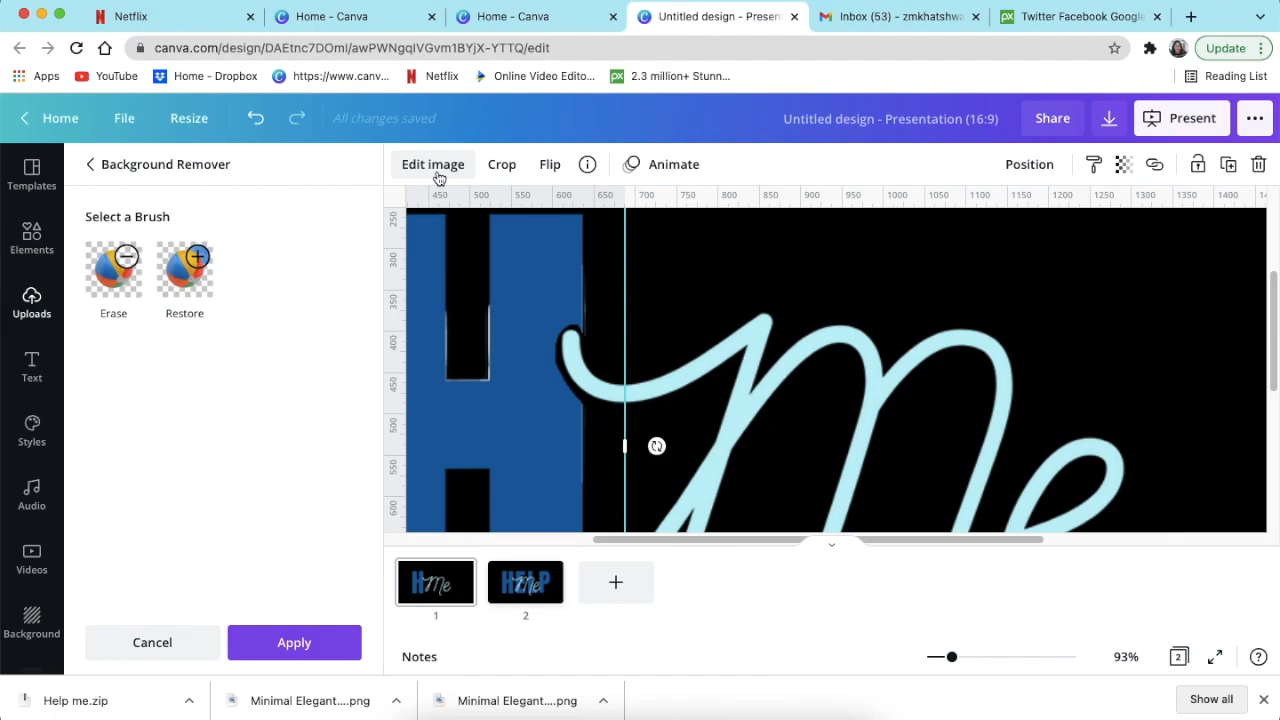 Netflix
Home - Canva
Home - Canva
Untitled design - Presen
Inbox (53) - zmkhatshwa
Twitter Facebook Google
canva.com/design/DAEtnc7DOmI/awPWNgqlVGvm1BYjX-YTTQ/edit
Update
Apps
YouTube
Home - Dropbox
https://www.canv...
Netflix
Online Video Edito...
2.3 million+ Stunn...
Reading List
Home
File
Resize
All changes saved
Untitled design - Presentation (16:9)
Share
Present
Background Remover
Edit image
Crop
Flip
Animate
Position
Templates
Elements
Uploads
Text
Styles
Audio
Videos
Background
Select a Brush
Erase
Restore
450 500 550 600 650 700 750 800 850 900 950 1000 1050 1100 1150 1200 1250 1300 1350 1400
250
300
350
400
450
500
550
600
H Me
H Me
HELP Me
1
2
Cancel
Apply
Notes
93%
2
Help me.zip
Minimal Elegant....png
Minimal Elegant....png
Show all